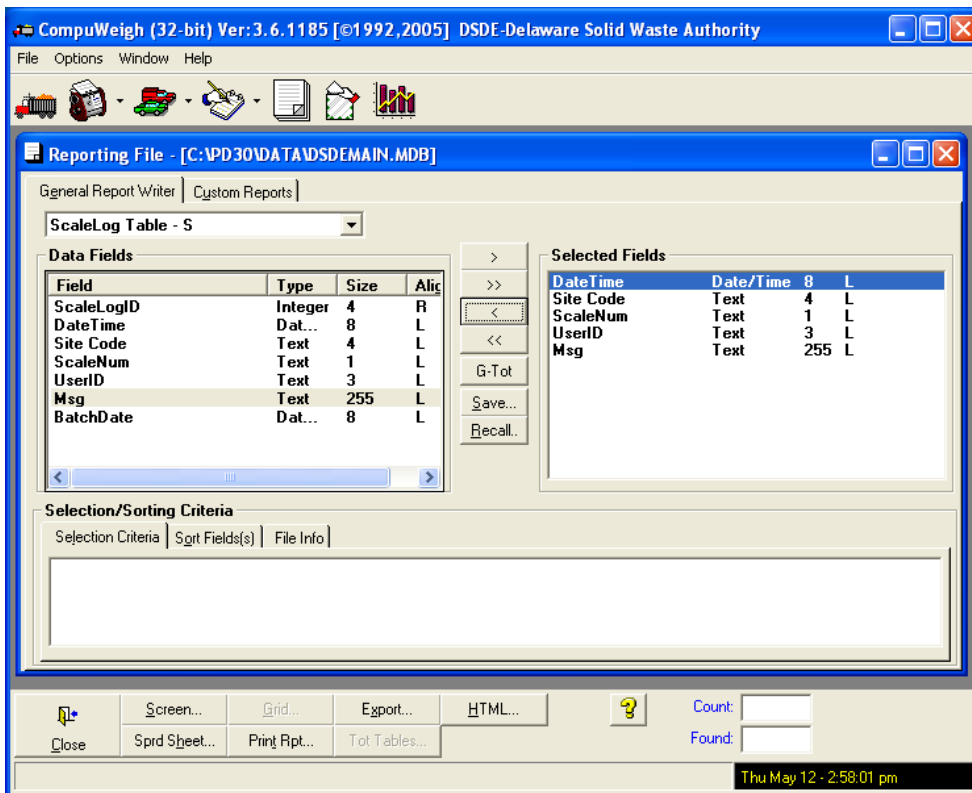 CompuWeigh (32-bit) Ver:3.6.1185 [©1992,2005] DSDE-Delaware Solid Waste Authority
File Options Window Help
Reporting File - [C:\PD30\DATA\DSDEMAIN.MDB]
General Report Writer Custom Reports
ScaleLog Table - S
Data Fields
Field Type Size Alig
ScaleLogID Integer 4 R
DateTime Dat... 8 L
Site Code Text 4 L
ScaleNum Text 1 L
UserID Text 3 L
Msg Text 255 L
BatchDate Dat... 8 L
>
>>
<
<<
G-Tot
Save...
Recall..
Selected Fields
DateTime Date/Time 8 L
Site Code Text 4 L
ScaleNum Text 1 L
UserID Text 3 L
Msg Text 255 L
Selection/Sorting Criteria
Selection Criteria Sort Fields(s) File Info
Close
Screen... Grid... Export... HTML...
Sprd Sheet... Print Rpt... Tot Tables...
?
Count:
Found:
Thu May 12 - 2:58:01 pm